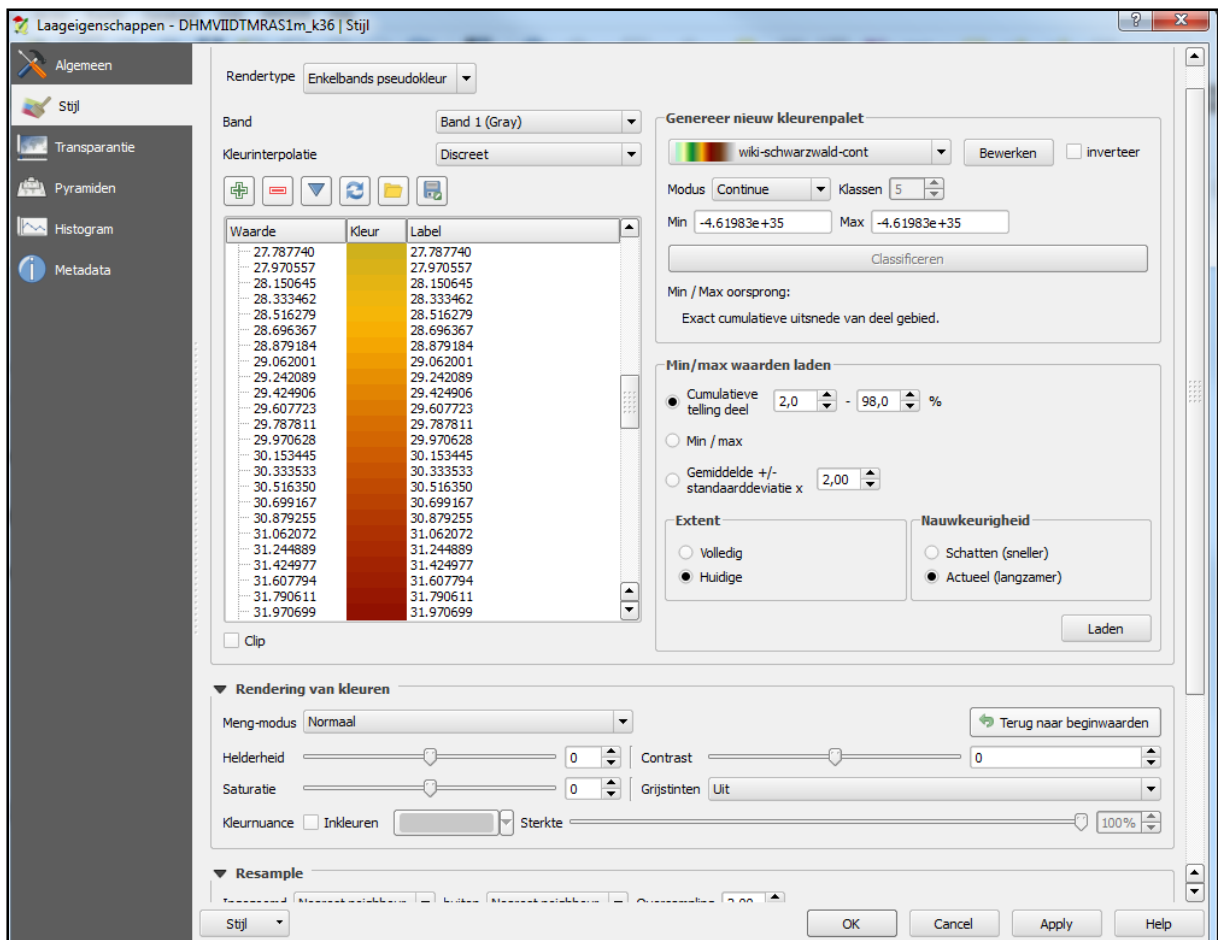 Laageigenschappen - DHMVIIDTMRAS1m_k36 | Stijl
Algemeen
Stijl
Transparantie
Pyramiden
Histogram
Metadata
Rendertype Enkelbands pseudokleur
Band Band 1 (Gray)
Kleurinterpolatie Discreet
Waarde Kleur Label
27.787740 27.787740
27.970557 27.970557
28.150645 28.150645
28.333462 28.333462
28.516279 28.516279
28.696367 28.696367
28.879184 28.879184
29.062001 29.062001
29.242089 29.242089
29.424906 29.424906
29.607723 29.607723
29.787811 29.787811
29.970628 29.970628
30.153445 30.153445
30.333533 30.333533
30.516350 30.516350
30.699167 30.699167
30.879255 30.879255
31.062072 31.062072
31.244889 31.244889
31.424977 31.424977
31.607794 31.607794
31.790611 31.790611
31.970699 31.970699
Clip
Genereer nieuw kleurenpalet
wiki-schwarzwald-cont Bewerken inverteer
Modus Continue Klassen 5
Min -4.61983e+35 Max -4.61983e+35
Classificeren
Min / Max oorsprong:
Exact cumulatieve uitsnede van deel gebied.
Min/max waarden laden
Cumulatieve
telling deel 2,0 - 98,0 %
Min / max
Gemiddelde +/-
standaarddeviatie x 2,00
Extent
Volledig
Huidige
Nauwkeurigheid
Schatten (sneller)
Actueel (langzamer)
Laden
Rendering van kleuren
Meng-modus Normaal Terug naar beginwaarden
Helderheid 0 Contrast 0
Saturatie 0 Grijstinten Uit
Kleurnuance Inkleuren Sterkte 100%
Resample
Stijl OK Cancel Apply Help